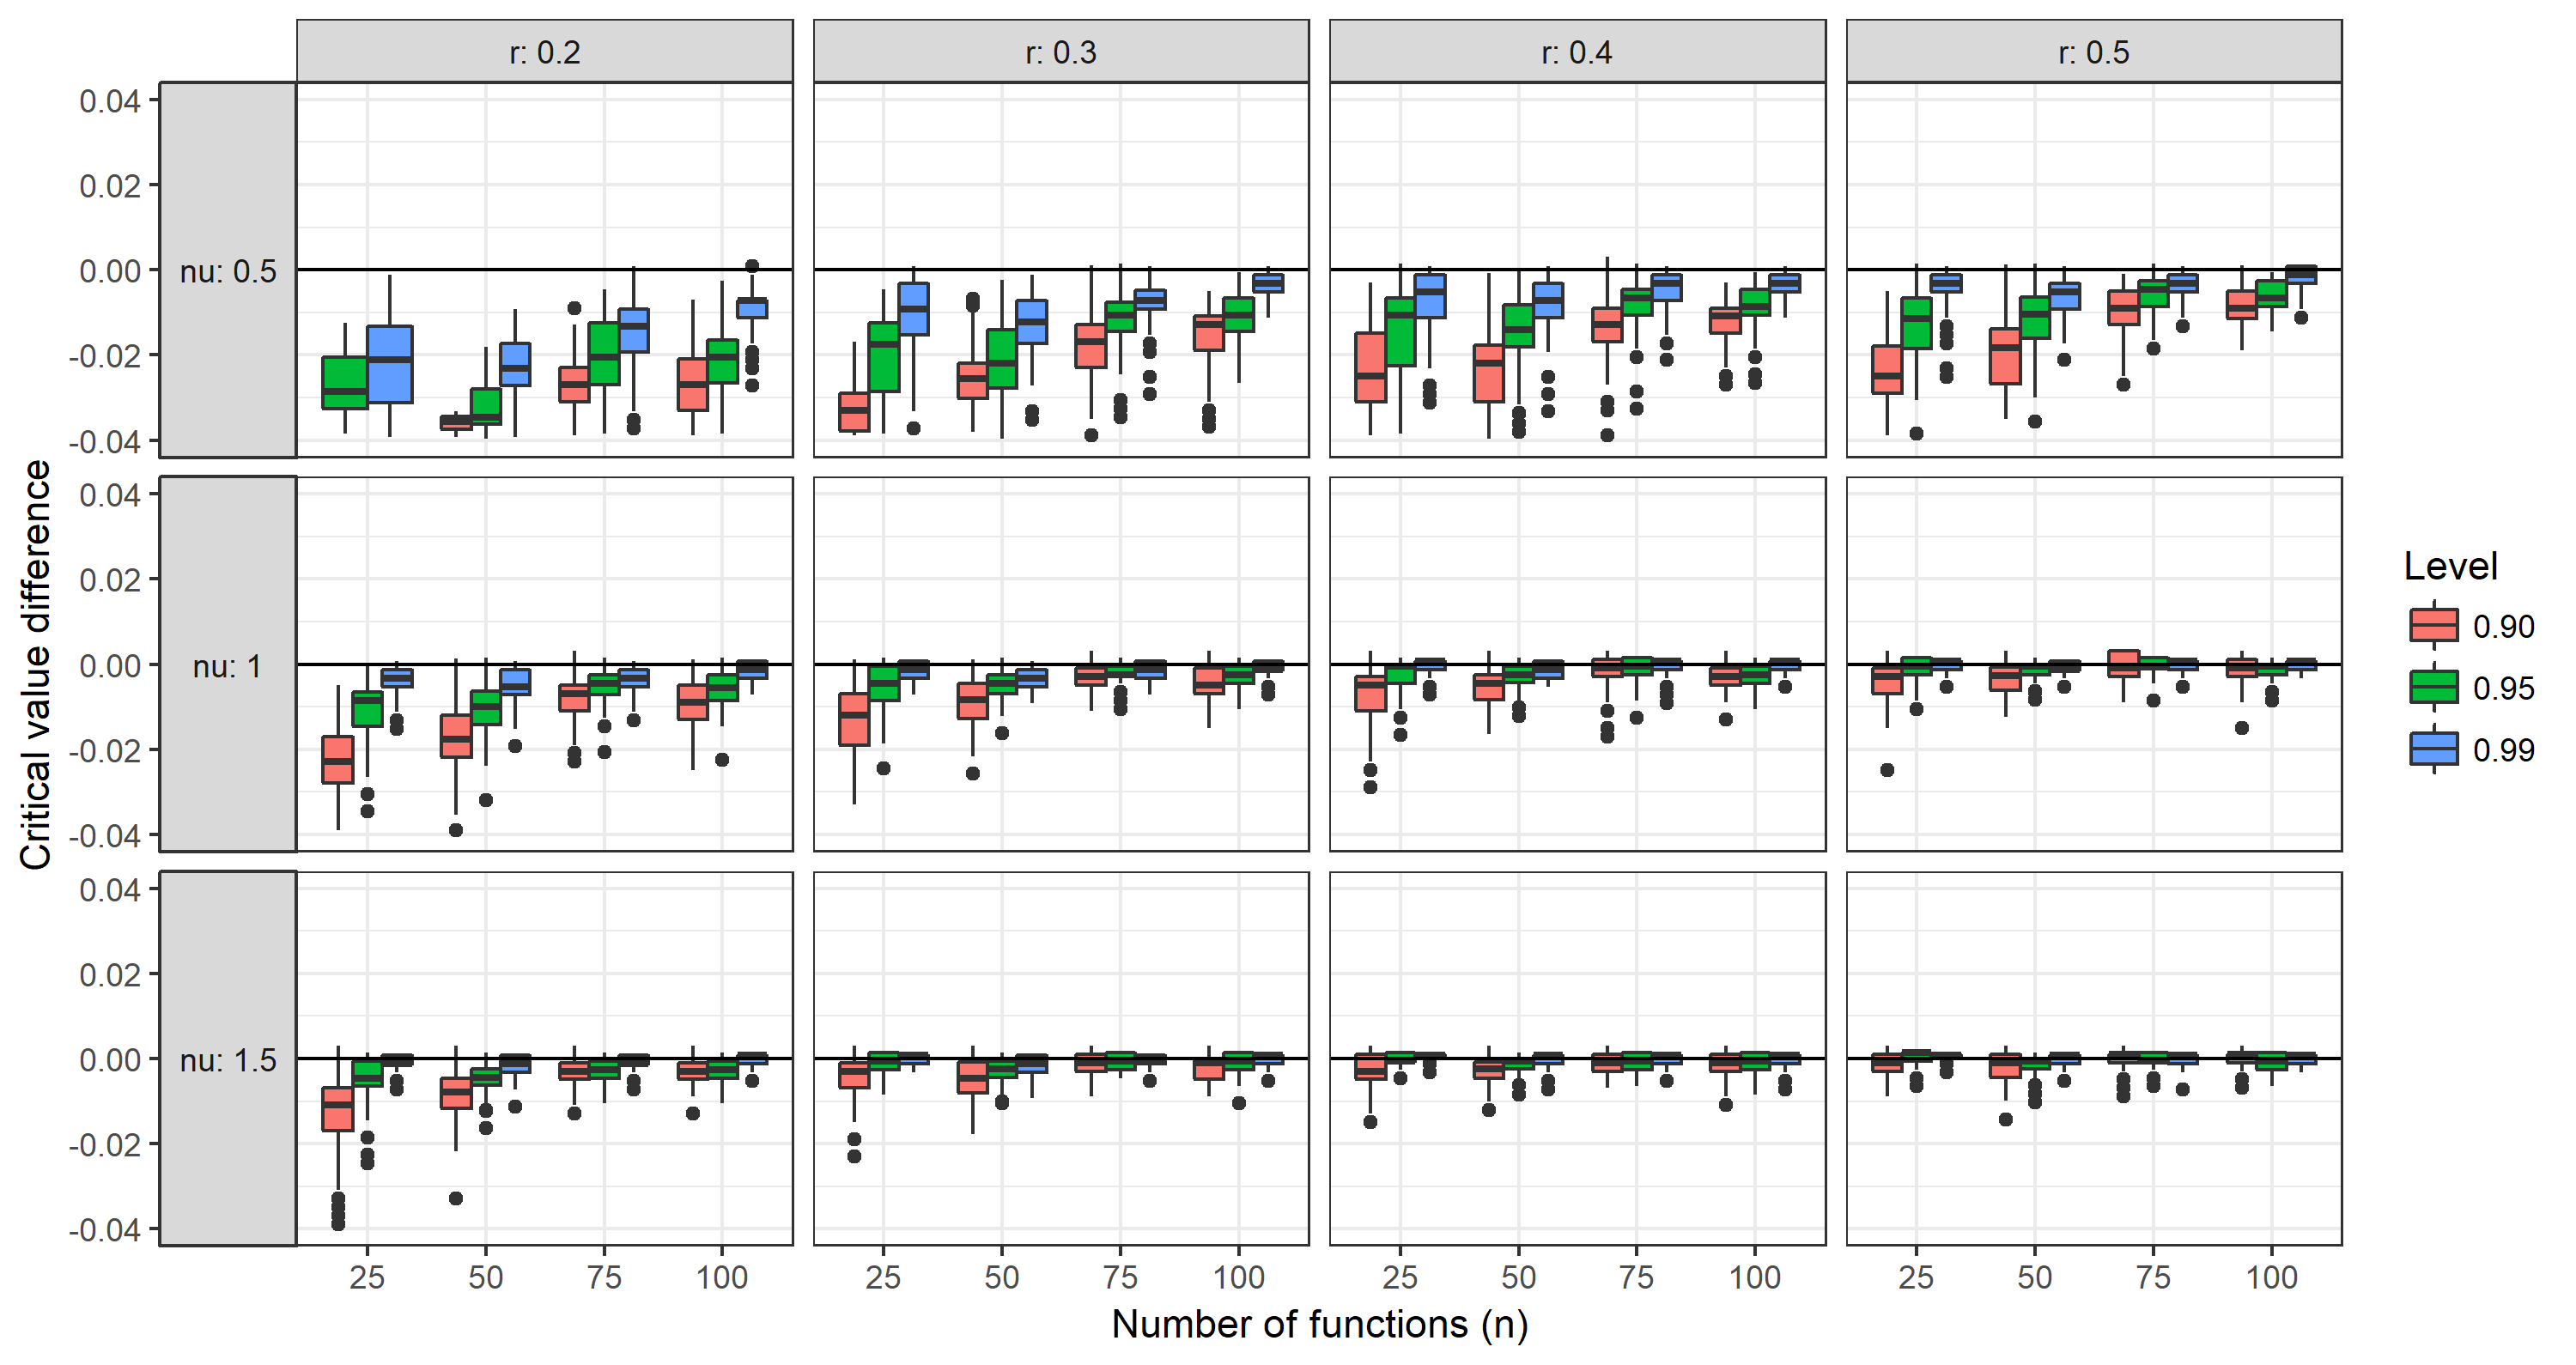 r: 0.2 r: 0.3 r: 0.4 r: 0.5
nu: 0.5
0.04
0.02
0.00
-0.02
-0.04
nu: 1
0.04
0.02
0.00
-0.02
-0.04
nu: 1.5
0.04
0.02
0.00
-0.02
-0.04
Critical value difference
25 50 75 100 25 50 75 100 25 50 75 100 25 50 75 100
Number of functions (n)
Level
0.90
0.95
0.99